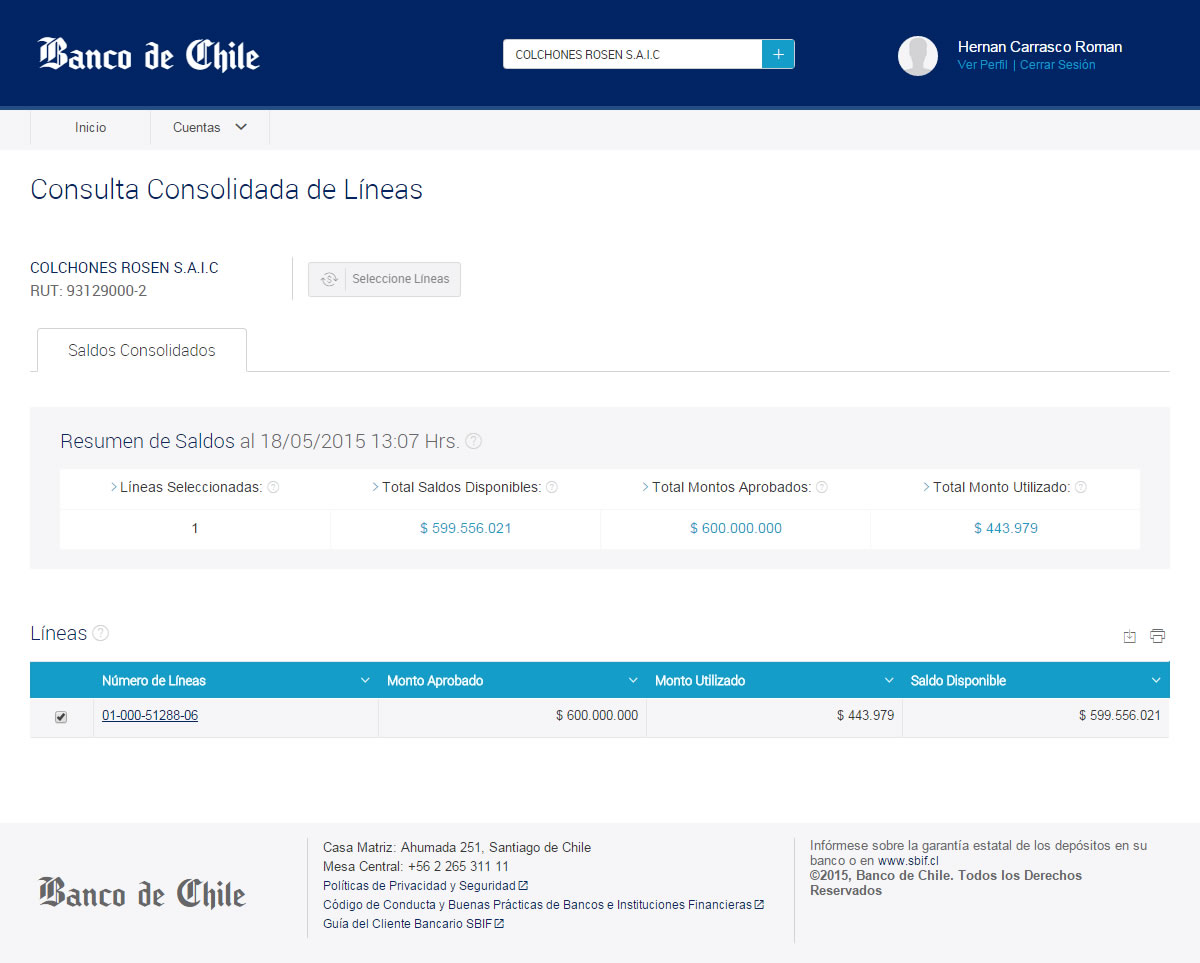 Banco de Chile
COLCHONES ROSEN S.A.I.C
+
Hernan Carrasco Roman
Ver Perfil | Cerrar Sesión
Inicio
Cuentas
Consulta Consolidada de Líneas
COLCHONES ROSEN S.A.I.C
RUT: 93129000-2
Seleccione Líneas
Saldos Consolidados
Resumen de Saldos al 18/05/2015 13:07 Hrs. ?
Líneas Seleccionadas: ? Total Saldos Disponibles: ? Total Montos Aprobados: ? Total Monto Utilizado: ?
1 $ 599.556.021 $ 600.000.000 $ 443.979
Líneas ?
Número de Líneas Monto Aprobado Monto Utilizado Saldo Disponible
01-000-51288-06 $ 600.000.000 $ 443.979 $ 599.556.021
Banco de Chile
Casa Matriz: Ahumada 251, Santiago de Chile
Mesa Central: +56 2 265 311 11
Políticas de Privacidad y Seguridad
Código de Conducta y Buenas Prácticas de Bancos e Instituciones Financieras
Guía del Cliente Bancario SBIF
Infórmese sobre la garantía estatal de los depósitos en su
banco o en www.sbif.cl
©2015, Banco de Chile. Todos los Derechos
Reservados